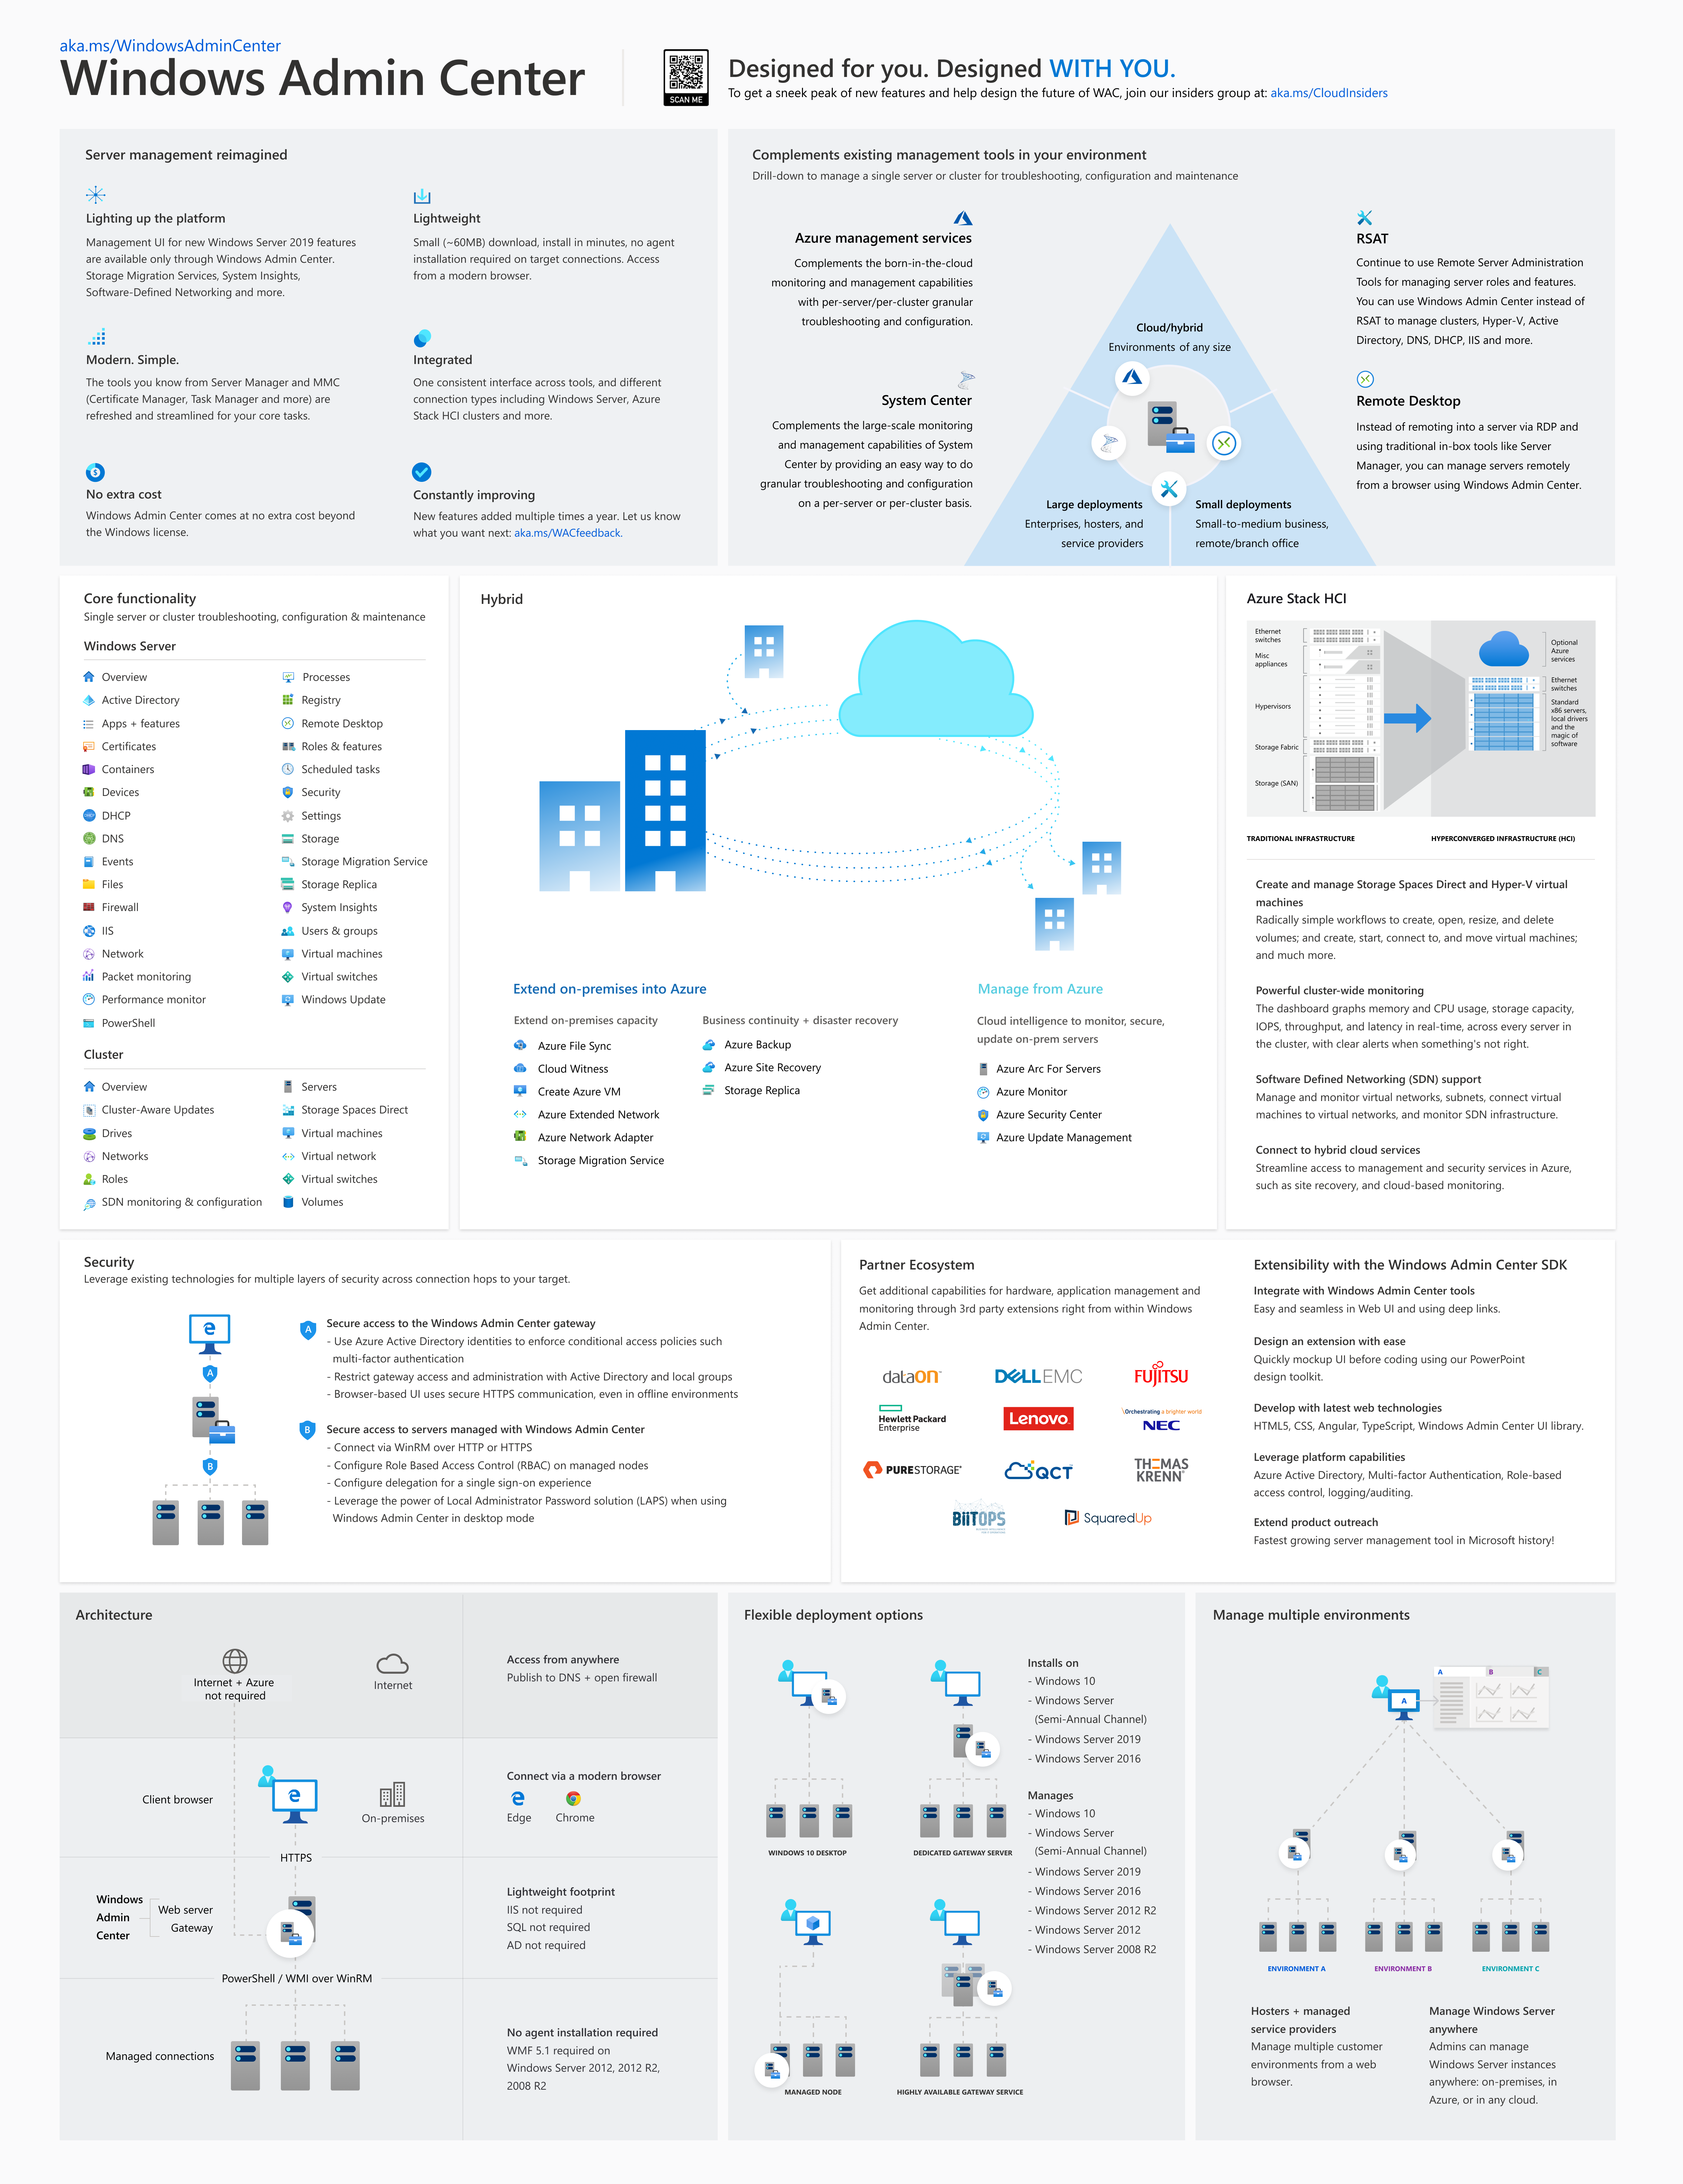 aka.ms/WindowsAdminCenter
Windows Admin Center
SCAN ME
Designed for you. Designed WITH YOU.
To get a sneek peak of new features and help design the future of WAC, join our insiders group at: aka.ms/CloudInsiders
Server management reimagined
Lighting up the platform
Management UI for new Windows Server 2019 features
are available only through Windows Admin Center.
Storage Migration Services, System Insights,
Software-Defined Networking and more.
Lightweight
Small (~60MB) download, install in minutes, no agent
installation required on target connections. Access
from a modern browser.
Modern. Simple.
The tools you know from Server Manager and MMC
(Certificate Manager, Task Manager and more) are
refreshed and streamlined for your core tasks.
Integrated
One consistent interface across tools, and different
connection types including Windows Server, Azure
Stack HCI clusters and more.
No extra cost
Windows Admin Center comes at no extra cost beyond
the Windows license.
Constantly improving
New features added multiple times a year. Let us know
what you want next: aka.ms/WACfeedback.
Complements existing management tools in your environment
Drill-down to manage a single server or cluster for troubleshooting, configuration and maintenance
Azure management services
Complements the born-in-the-cloud
monitoring and management capabilities
with per-server/per-cluster granular
troubleshooting and configuration.
System Center
Complements the large-scale monitoring
and management capabilities of System
Center by providing an easy way to do
granular troubleshooting and configuration
on a per-server or per-cluster basis.
Cloud/hybrid
Environments of any size
Large deployments
Enterprises, hosters, and
service providers
Small deployments
Small-to-medium business,
remote/branch office
RSAT
Continue to use Remote Server Administration
Tools for managing server roles and features.
You can use Windows Admin Center instead of
RSAT to manage clusters, Hyper-V, Active
Directory, DNS, DHCP, IIS and more.
Remote Desktop
Instead of remoting into a server via RDP and
using traditional in-box tools like Server
Manager, you can manage servers remotely
from a browser using Windows Admin Center.
Core functionality
Single server or cluster troubleshooting, configuration & maintenance
Windows Server
Overview
Active Directory
Apps + features
Certificates
Containers
Devices
DHCP
DNS
Events
Files
Firewall
IIS
Network
Packet monitoring
Performance monitor
PowerShell
Processes
Registry
Remote Desktop
Roles & features
Scheduled tasks
Security
Settings
Storage
Storage Migration Service
Storage Replica
System Insights
Users & groups
Virtual machines
Virtual switches
Windows Update
Cluster
Overview
Cluster-Aware Updates
Drives
Networks
Roles
SDN monitoring & configuration
Servers
Storage Spaces Direct
Virtual machines
Virtual network
Virtual switches
Volumes
Hybrid
Extend on-premises into Azure
Extend on-premises capacity
Azure File Sync
Cloud Witness
Create Azure VM
Azure Extended Network
Azure Network Adapter
Storage Migration Service
Business continuity + disaster recovery
Azure Backup
Azure Site Recovery
Storage Replica
Manage from Azure
Cloud intelligence to monitor, secure,
update on-prem servers
Azure Arc For Servers
Azure Monitor
Azure Security Center
Azure Update Management
Azure Stack HCI
Ethernet
switches
Misc
appliances
Hypervisors
Storage Fabric
Storage (SAN)
Optional
Azure
services
Ethernet
switches
Standard
x86 servers,
local drivers
and the
magic of
software
TRADITIONAL INFRASTRUCTURE
HYPERCONVERGED INFRASTRUCTURE (HCI)
Create and manage Storage Spaces Direct and Hyper-V virtual
machines
Radically simple workflows to create, open, resize, and delete
volumes; and create, start, connect to, and move virtual machines;
and much more.
Powerful cluster-wide monitoring
The dashboard graphs memory and CPU usage, storage capacity,
IOPS, throughput, and latency in real-time, across every server in
the cluster, with clear alerts when something's not right.
Software Defined Networking (SDN) support
Manage and monitor virtual networks, subnets, connect virtual
machines to virtual networks, and monitor SDN infrastructure.
Connect to hybrid cloud services
Streamline access to management and security services in Azure,
such as site recovery, and cloud-based monitoring.
Security
Leverage existing technologies for multiple layers of security across connection hops to your target.
A
B
A
Secure access to the Windows Admin Center gateway
- Use Azure Active Directory identities to enforce conditional access policies such
multi-factor authentication
- Restrict gateway access and administration with Active Directory and local groups
- Browser-based UI uses secure HTTPS communication, even in offline environments
B
Secure access to servers managed with Windows Admin Center
- Connect via WinRM over HTTP or HTTPS
- Configure Role Based Access Control (RBAC) on managed nodes
- Configure delegation for a single sign-on experience
- Leverage the power of Local Administrator Password solution (LAPS) when using
Windows Admin Center in desktop mode
Partner Ecosystem
Get additional capabilities for hardware, application management and
monitoring through 3rd party extensions right from within Windows
Admin Center.
dataON
DELL EMC
FUJITSU
Hewlett Packard
Enterprise
Lenovo
\Orchestrating a brighter world
NEC
PURESTORAGE
QCT
THOMAS
KRENN
BiiTOPS
SquaredUp
Extensibility with the Windows Admin Center SDK
Integrate with Windows Admin Center tools
Easy and seamless in Web UI and using deep links.
Design an extension with ease
Quickly mockup UI before coding using our PowerPoint
design toolkit.
Develop with latest web technologies
HTML5, CSS, Angular, TypeScript, Windows Admin Center UI library.
Leverage platform capabilities
Azure Active Directory, Multi-factor Authentication, Role-based
access control, logging/auditing.
Extend product outreach
Fastest growing server management tool in Microsoft history!
Architecture
Internet + Azure
not required
Internet
Access from anywhere
Publish to DNS + open firewall
Client browser
On-premises
Connect via a modern browser
Edge
Chrome
HTTPS
Windows
Admin
Center
Web server
Gateway
Lightweight footprint
IIS not required
SQL not required
AD not required
PowerShell / WMI over WinRM
Managed connections
No agent installation required
WMF 5.1 required on
Windows Server 2012, 2012 R2,
2008 R2
Flexible deployment options
WINDOWS 10 DESKTOP
DEDICATED GATEWAY SERVER
MANAGED NODE
HIGHLY AVAILABLE GATEWAY SERVICE
Installs on
- Windows 10
- Windows Server
(Semi-Annual Channel)
- Windows Server 2019
- Windows Server 2016
Manages
- Windows 10
- Windows Server
(Semi-Annual Channel)
- Windows Server 2019
- Windows Server 2016
- Windows Server 2012 R2
- Windows Server 2012
- Windows Server 2008 R2
Manage multiple environments
A
A
B
C
ENVIRONMENT A
ENVIRONMENT B
ENVIRONMENT C
Hosters + managed
service providers
Manage multiple customer
environments from a web
browser.
Manage Windows Server
anywhere
Admins can manage
Windows Server instances
anywhere: on-premises, in
Azure, or in any cloud.